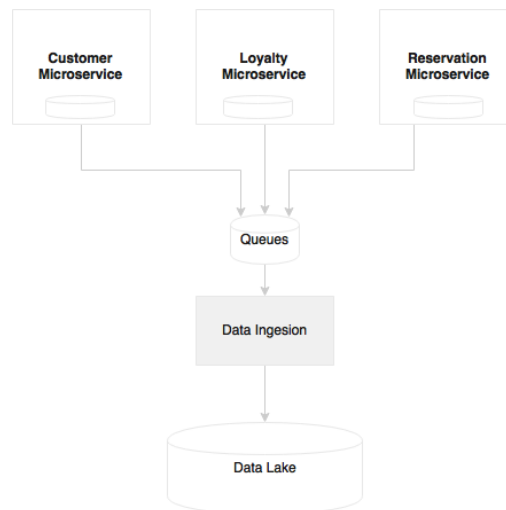 Customer
Microservice
Loyalty
Microservice
Reservation
Microservice
Queues
Data Ingesion
Data Lake